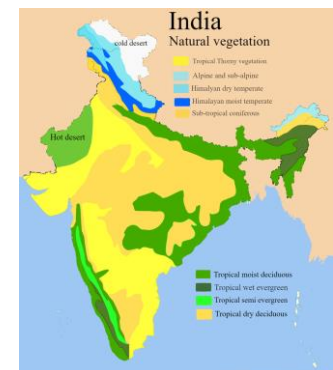 India
Natural vegetation
cold desert
Tropical Thorny vegetation
Alpine and sub-alpine
Himalyan dry temperate
Himalayan moist temperate
Sub-tropical coniferous
Hot desert
Tropical moist deciduous
Tropical wet evergreen
Tropical semi evergreen
Tropical dry deciduous